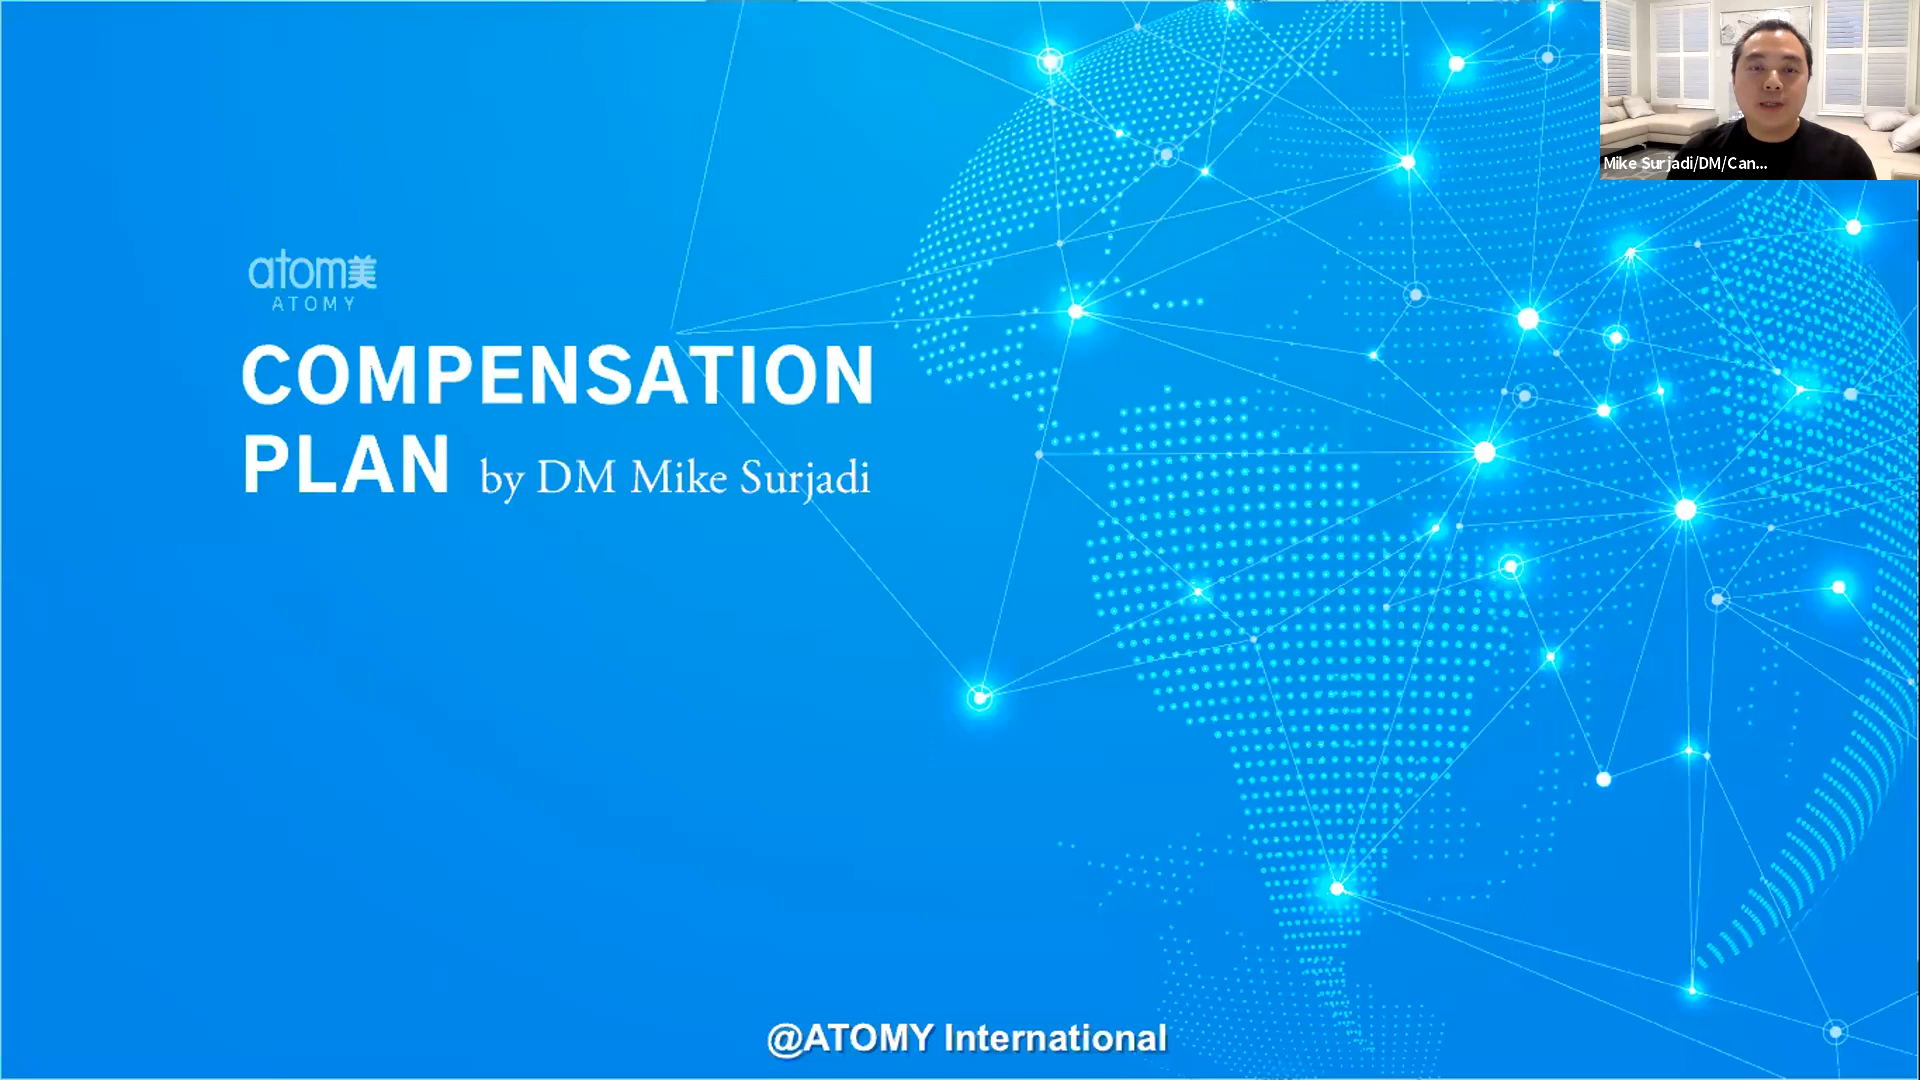 atom美
ATOMY
COMPENSATION
PLAN by DM Mike Surjadi
Mike Surjadi/DM/Can...
@ATOMY International